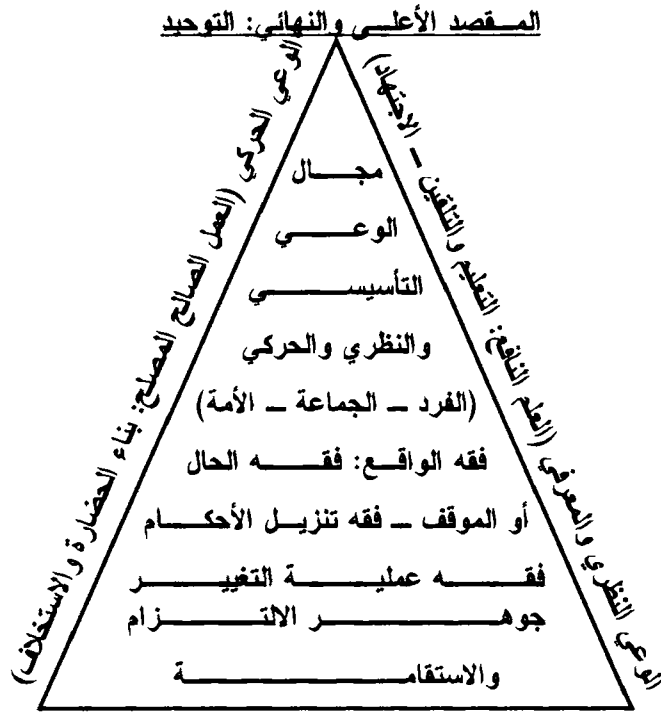 المقصد الأعلى والنهائي: التوحيد
الوعي الحركي (العمل الصالح المصلح: بناء الحضارة والاستخلاف)
الوعي النظري والمعرفي (العلم النافع: التعليم والتلقين – الاجتهاد)
مجال
الوعي
التأسيسي
والنظري والحركي
(الفرد – الجماعة – الأمة)
فقه الواقع: فقه الحال
أو الموقف – فقه تنزيل الأحكام
فقه عملية التغيير
جوهر الالتزام
والاستقامة